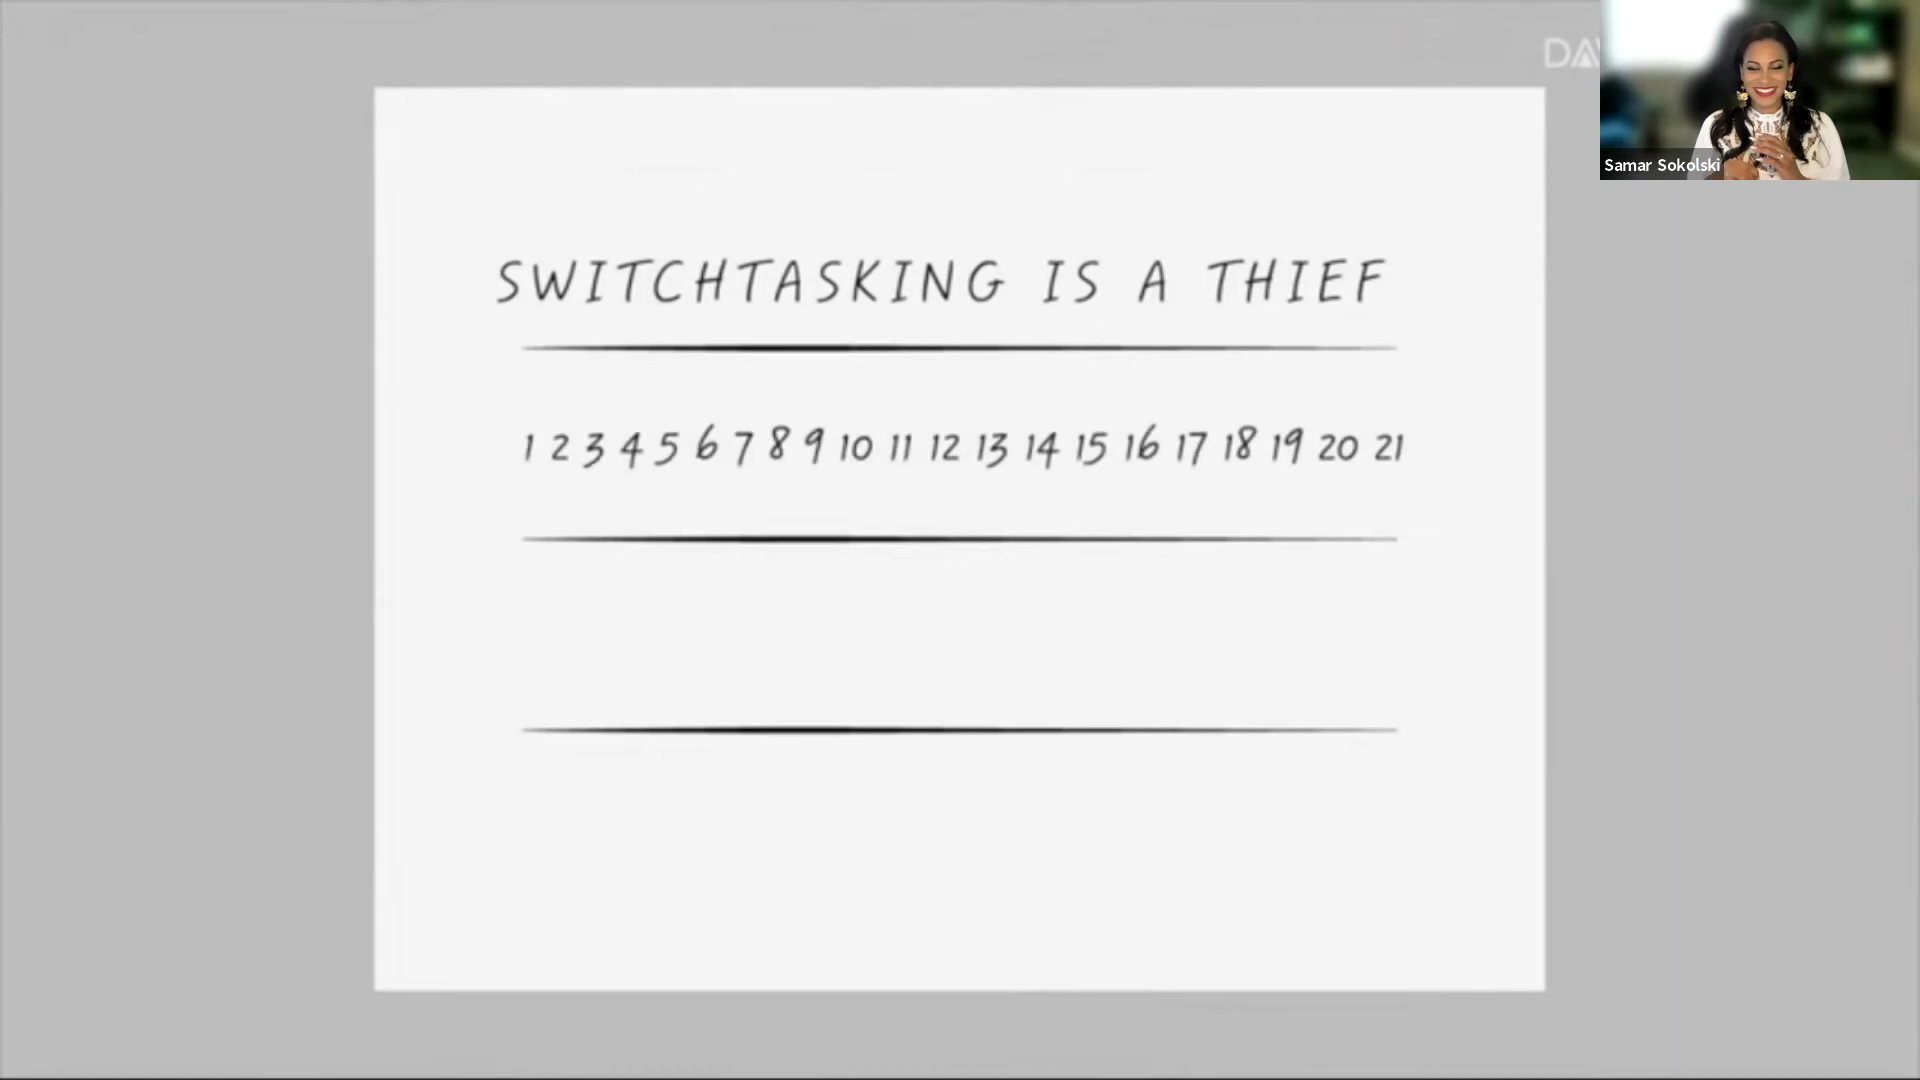 SWITCHTASKING IS A THIEF
1 2 3 4 5 6 7 8 9 10 11 12 13 14 15 16 17 18 19 20 21
Samar Sokolski